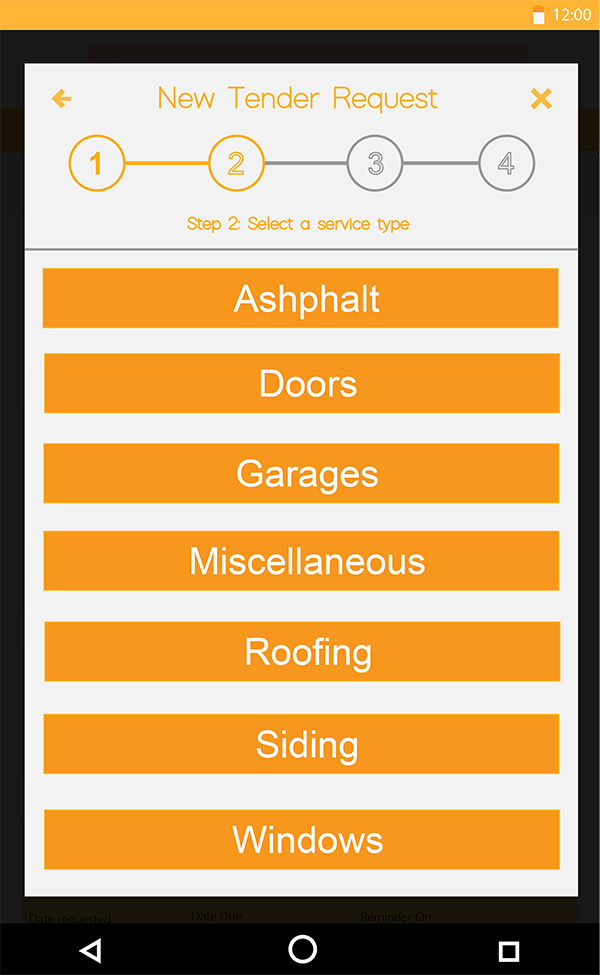 12:00
New Tender Request
1 2 3 4
Step 2: Select a service type
Ashphalt
Doors
Garages
Miscellaneous
Roofing
Siding
Windows
Date requested Date Due Reminder On